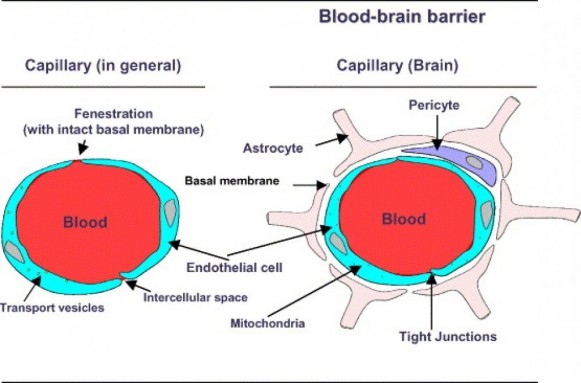 Blood-brain barrier
Capillary (in general)
Capillary (Brain)
Fenestration
(with intact basal membrane)
Pericyte
Astrocyte
Basal membrane
Blood
Blood
Endothelial cell
Intercellular space
Transport vesicles
Mitochondria
Tight Junctions